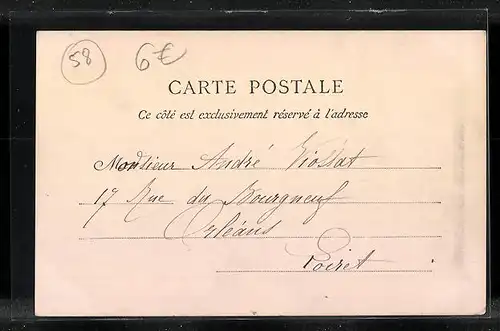 58 6€
CARTE POSTALE
Ce côté est exclusivement réservé à l'adresse
Monsieur André Viossat
17 Rue du Bourgneuf
Orléans
Loiret